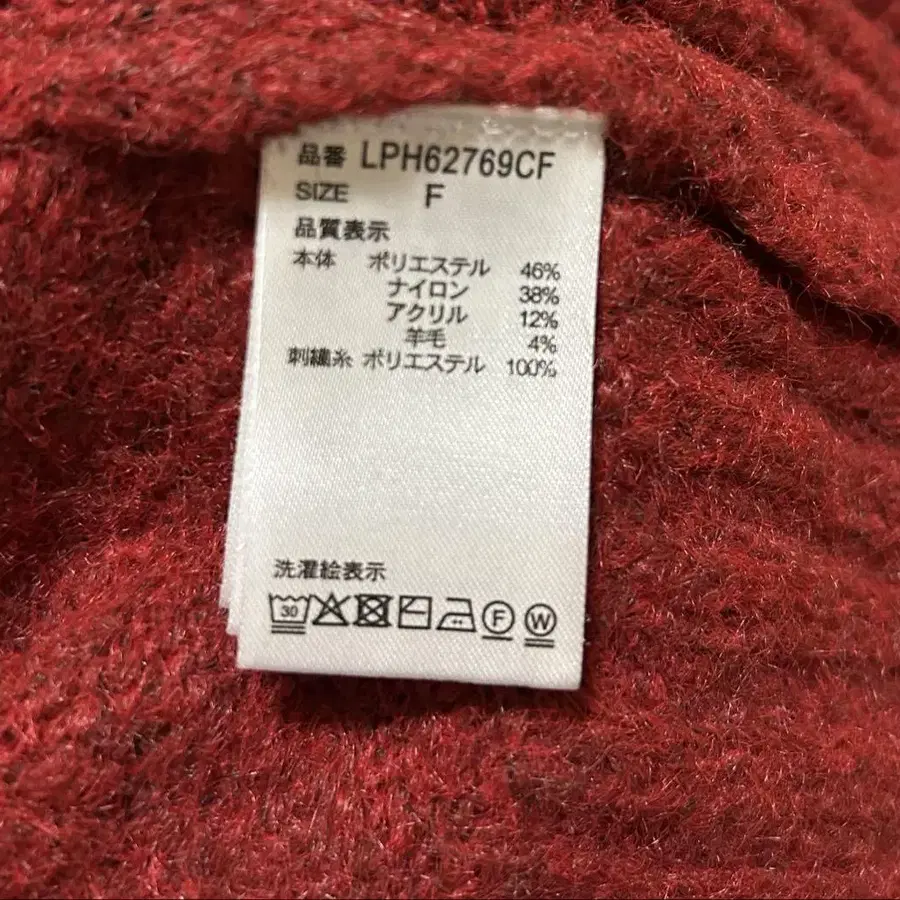 品番 LPH62769CF
SIZE F
品質表示
本体 ポリエステル 46%
ナイロン 38%
アクリル 12%
羊毛 4%
刺繍糸 ポリエステル 100%
洗濯絵表示
30 F W